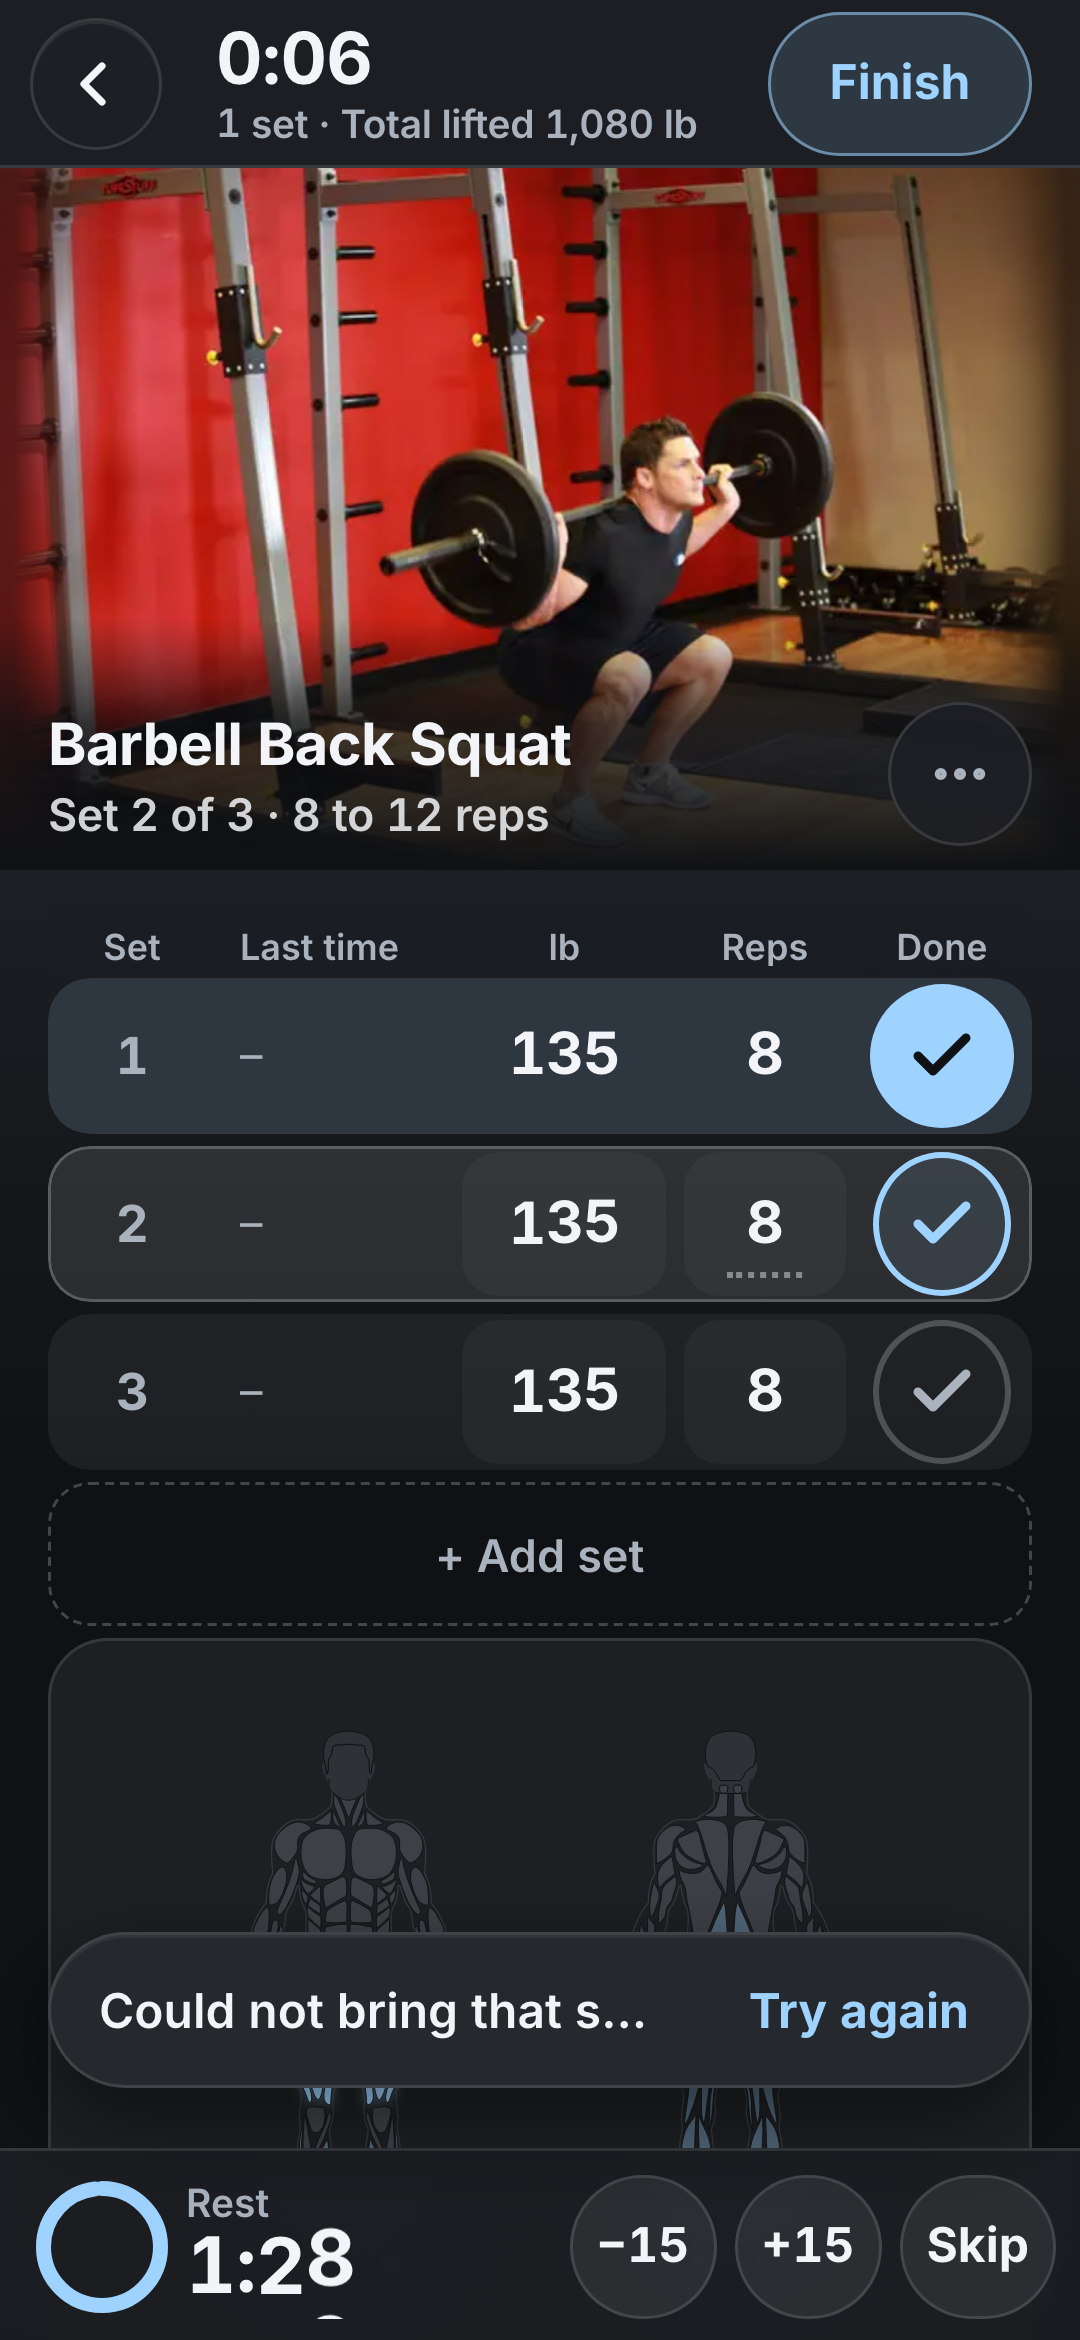 0:06
1 set · Total lifted 1,080 lb
Finish
Barbell Back Squat
Set 2 of 3 · 8 to 12 reps
Set Last time lb Reps Done
1 – 135 8
2 – 135 8
3 – 135 8
+ Add set
Could not bring that s...
Try again
Rest
1:28
−15
+15
Skip